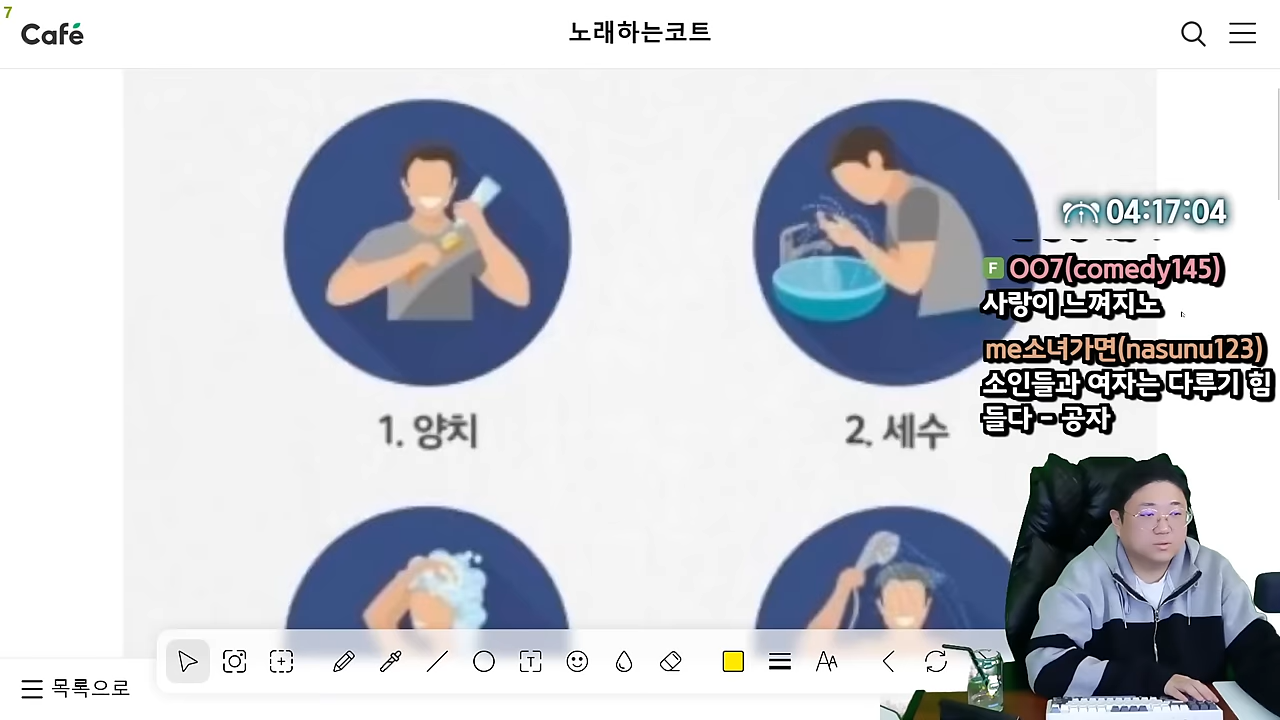 7
Café
노래하는코트
04:17:04
F OO7(comedy145)
사랑이 느껴지노
me소녀가면(nasunu123)
소인들과 여자는 다루기 힘
들다 - 공자
1. 양치
2. 세수
목록으로